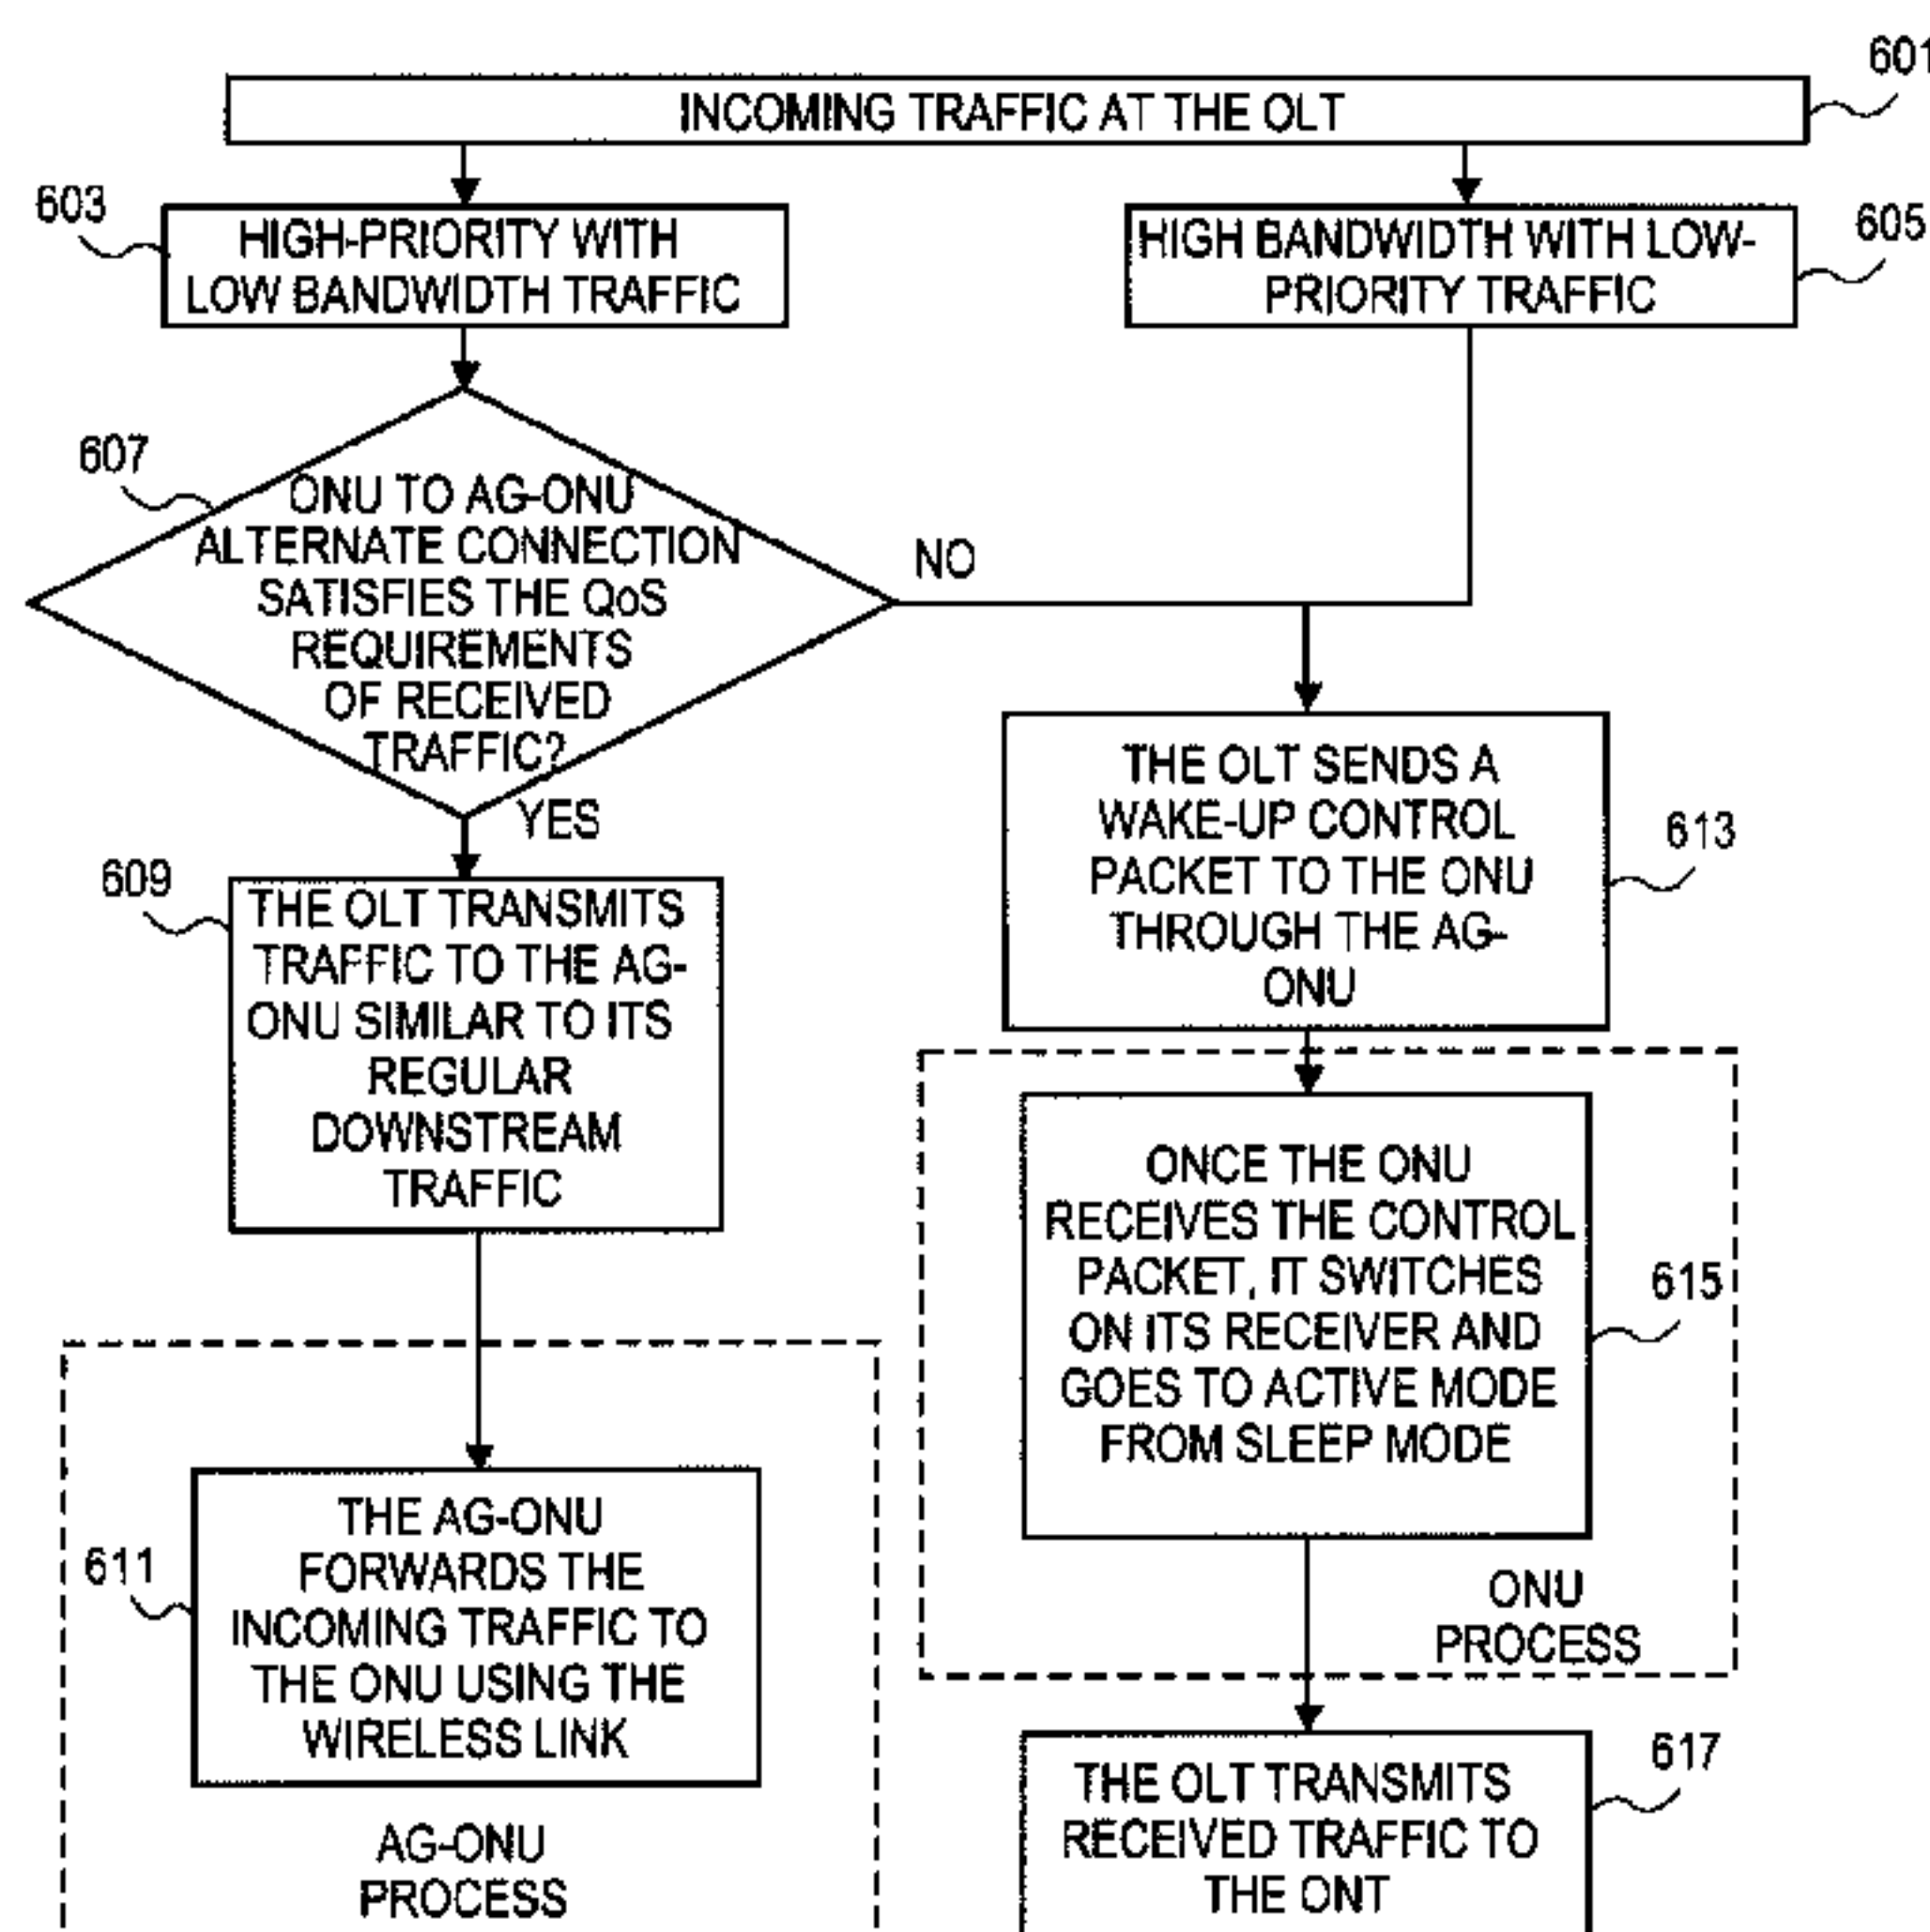 601
INCOMING TRAFFIC AT THE OLT
603
HIGH-PRIORITY WITH
LOW BANDWIDTH TRAFFIC
HIGH BANDWIDTH WITH LOW-
PRIORITY TRAFFIC
605
607
ONU TO AG-ONU
ALTERNATE CONNECTION
SATISFIES THE QoS
REQUIREMENTS
OF RECEIVED
TRAFFIC?
NO
YES
609
THE OLT TRANSMITS
TRAFFIC TO THE AG-
ONU SIMILAR TO ITS
REGULAR
DOWNSTREAM
TRAFFIC
THE OLT SENDS A
WAKE-UP CONTROL
PACKET TO THE ONU
THROUGH THE AG-
ONU
613
ONCE THE ONU
RECEIVES THE CONTROL
PACKET, IT SWITCHES
ON ITS RECEIVER AND
GOES TO ACTIVE MODE
FROM SLEEP MODE
615
ONU
PROCESS
611
THE AG-ONU
FORWARDS THE
INCOMING TRAFFIC TO
THE ONU USING THE
WIRELESS LINK
AG-ONU
PROCESS
617
THE OLT TRANSMITS
RECEIVED TRAFFIC TO
THE ONT